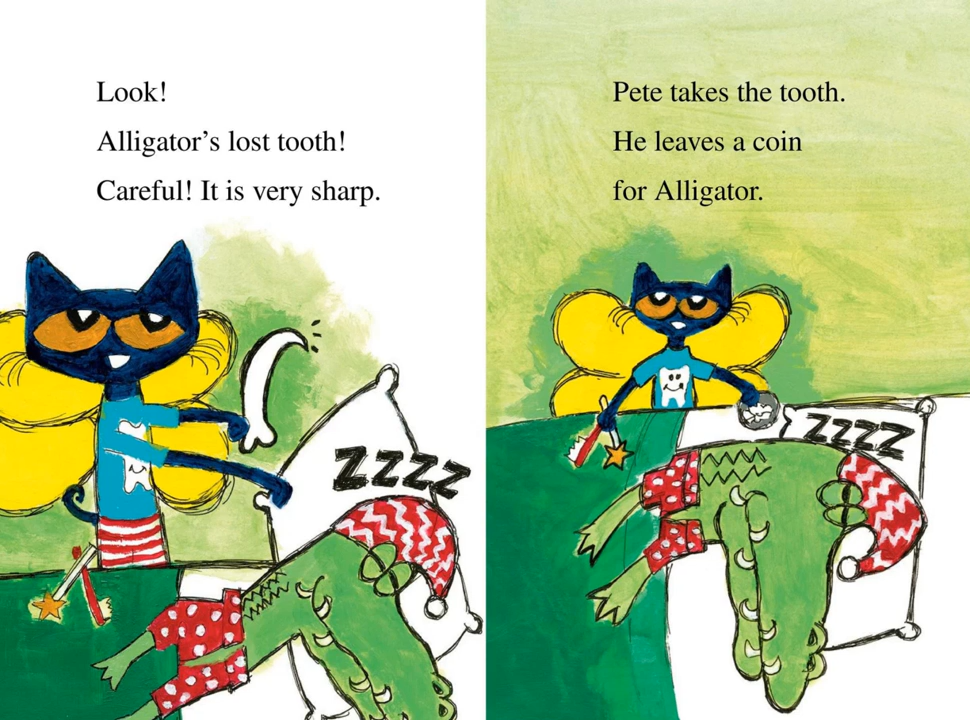 Look!
Alligator’s lost tooth!
Careful! It is very sharp.
ZZZZ
Pete takes the tooth.
He leaves a coin
for Alligator.
ZZZZ